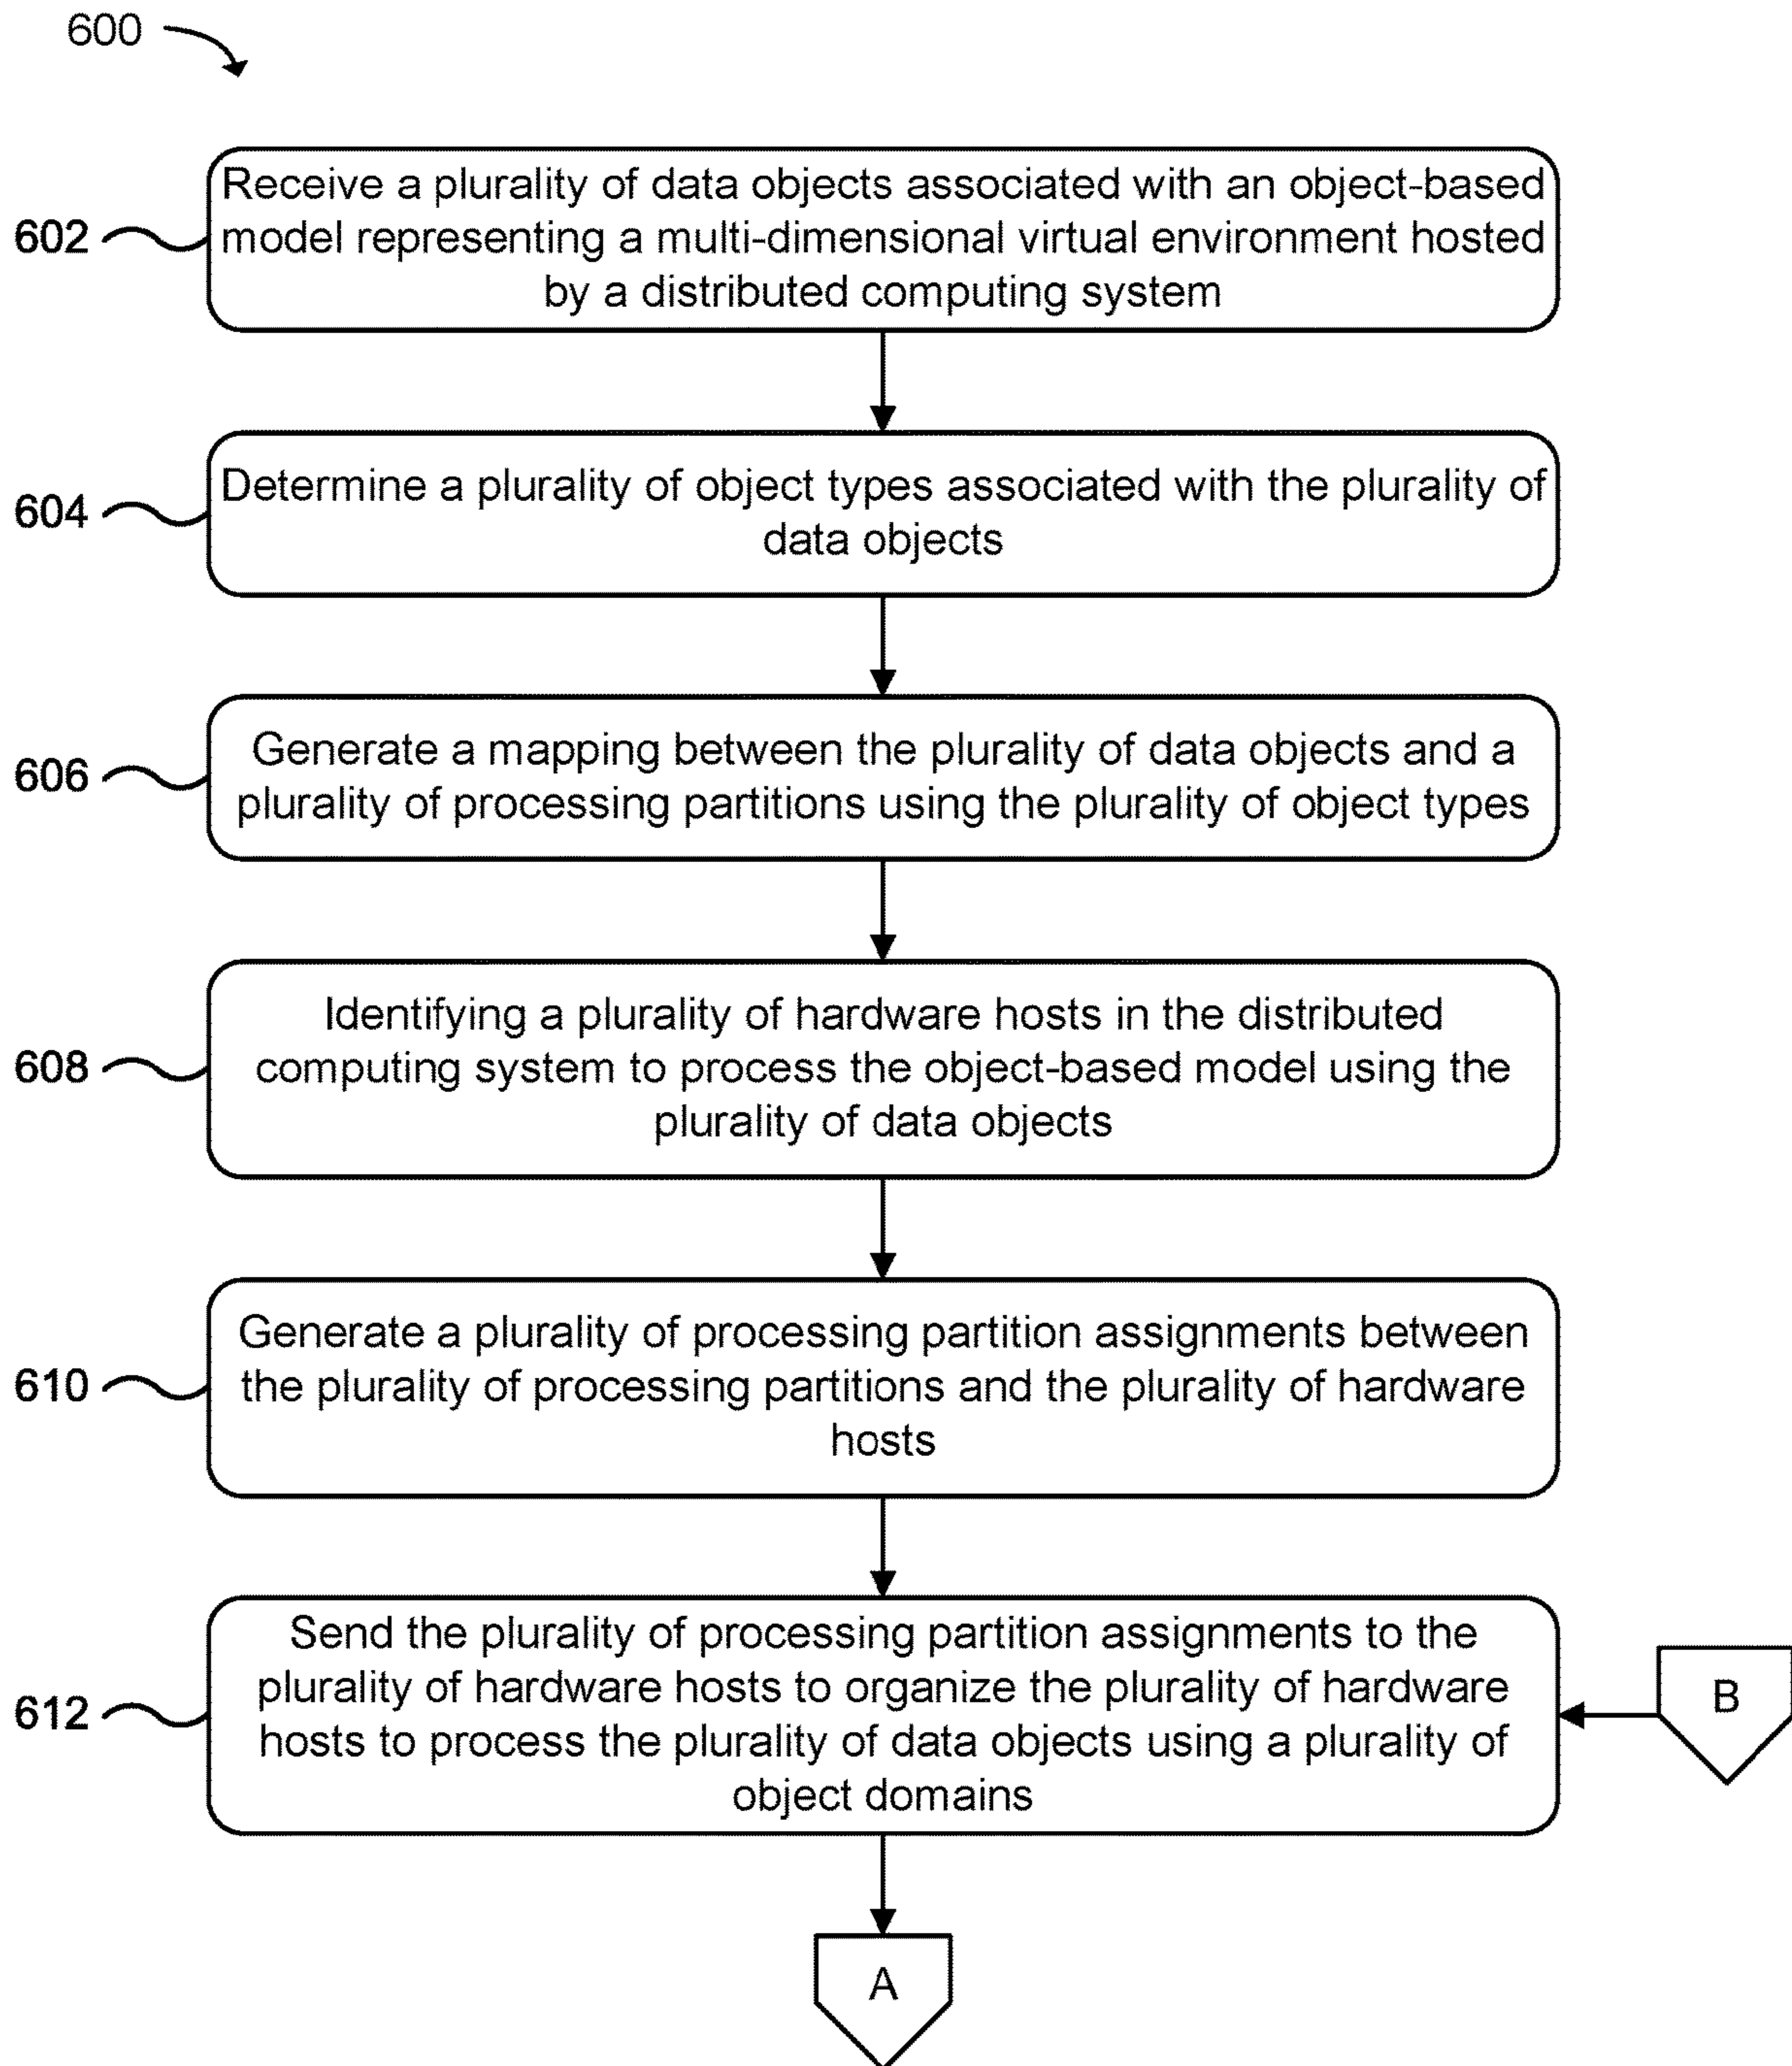 600
602
Receive a plurality of data objects associated with an object-based
model representing a multi-dimensional virtual environment hosted
by a distributed computing system
604
Determine a plurality of object types associated with the plurality of
data objects
606
Generate a mapping between the plurality of data objects and a
plurality of processing partitions using the plurality of object types
608
Identifying a plurality of hardware hosts in the distributed
computing system to process the object-based model using the
plurality of data objects
610
Generate a plurality of processing partition assignments between
the plurality of processing partitions and the plurality of hardware
hosts
612
Send the plurality of processing partition assignments to the
plurality of hardware hosts to organize the plurality of hardware
hosts to process the plurality of data objects using a plurality of
object domains
B
A